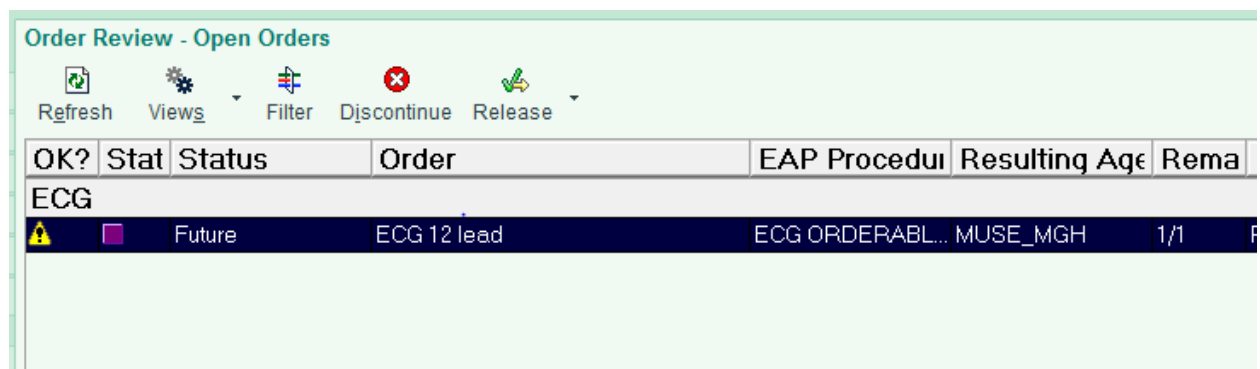 Order Review - Open Orders
Refresh Views Filter Discontinue Release
OK? Stat Status Order EAP Procedur Resulting Age Rema
ECG
Future ECG 12 lead ECG ORDERABL... MUSE_MGH 1/1